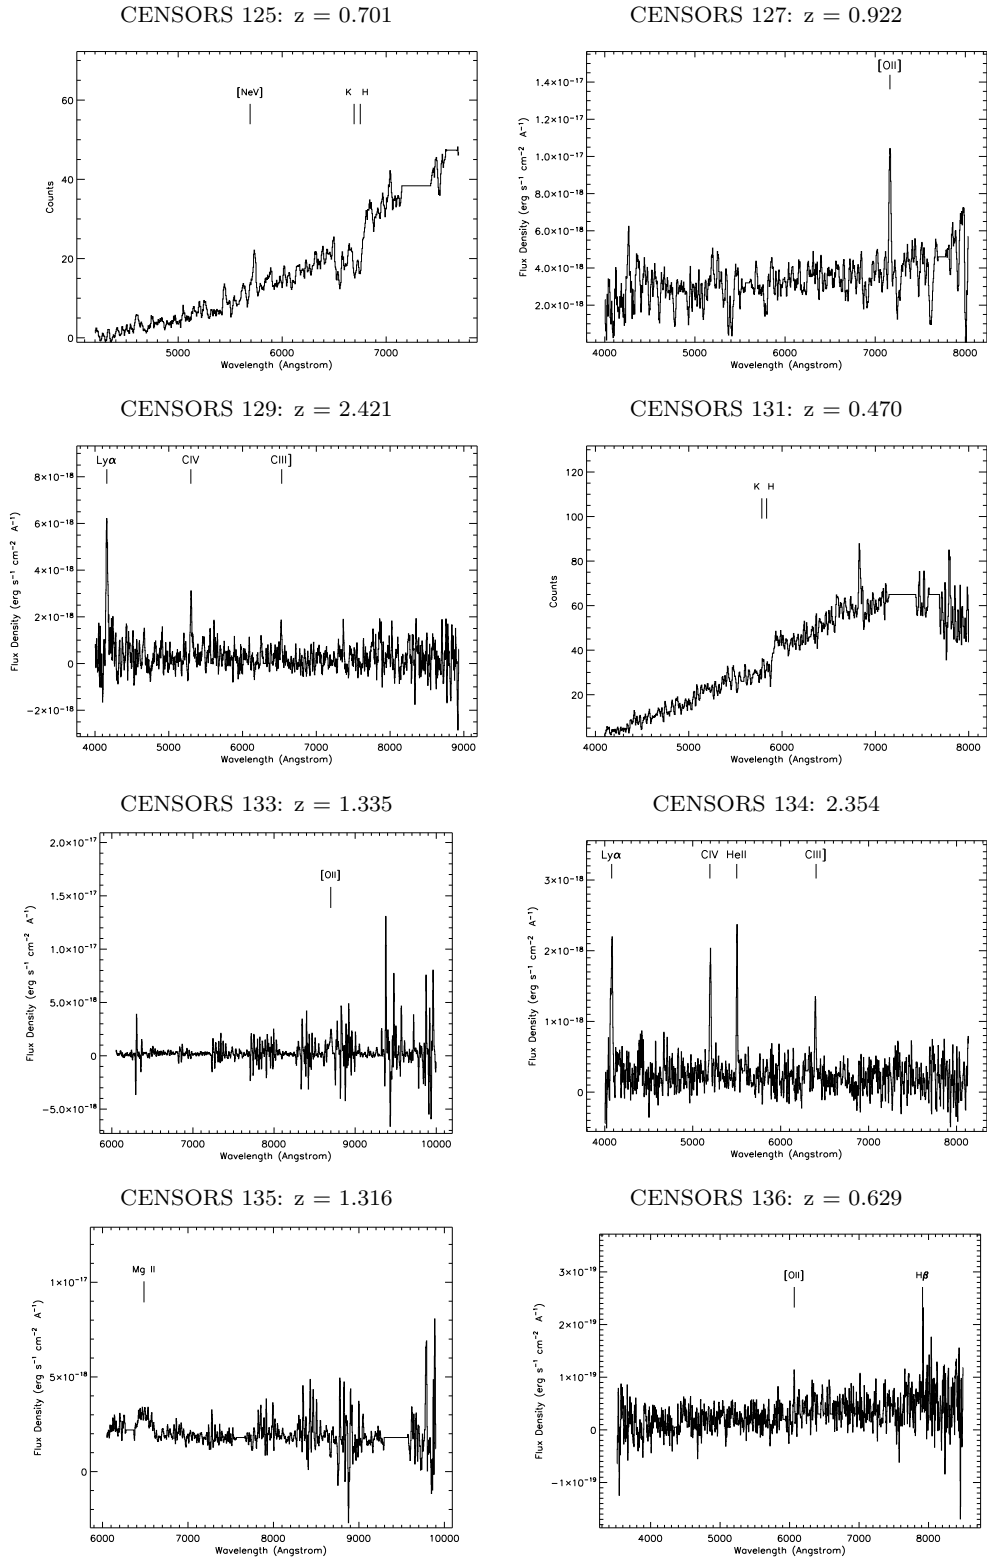 CENSORS 125: z = 0.701
[NeV] K H
60
40
20
0
Counts
5000 6000 7000
Wavelength (Angstrom)
CENSORS 127: z = 0.922
[OII]
1.4×10⁻¹⁷
1.2×10⁻¹⁷
1.0×10⁻¹⁷
8.0×10⁻¹⁸
6.0×10⁻¹⁸
4.0×10⁻¹⁸
2.0×10⁻¹⁸
Flux Density (erg s⁻¹ cm⁻² A⁻¹)
4000 5000 6000 7000 8000
Wavelength (Angstrom)
CENSORS 129: z = 2.421
Lyα CIV CIII]
8×10⁻¹⁸
6×10⁻¹⁸
4×10⁻¹⁸
2×10⁻¹⁸
0
−2×10⁻¹⁸
Flux Density (erg s⁻¹ cm⁻² A⁻¹)
4000 5000 6000 7000 8000 9000
Wavelength (Angstrom)
CENSORS 131: z = 0.470
K H
120
100
80
60
40
20
Counts
4000 5000 6000 7000 8000
Wavelength (Angstrom)
CENSORS 133: z = 1.335
[OII]
2.0×10⁻¹⁷
1.5×10⁻¹⁷
1.0×10⁻¹⁷
5.0×10⁻¹⁸
0
−5.0×10⁻¹⁸
Flux Density (erg s⁻¹ cm⁻² A⁻¹)
6000 7000 8000 9000 10000
Wavelength (Angstrom)
CENSORS 134: 2.354
Lyα CIV HeII CIII]
3×10⁻¹⁸
2×10⁻¹⁸
1×10⁻¹⁸
0
Flux Density (erg s⁻¹ cm⁻² A⁻¹)
4000 5000 6000 7000 8000
Wavelength (Angstrom)
CENSORS 135: z = 1.316
Mg II
1×10⁻¹⁷
5×10⁻¹⁸
0
Flux Density (erg s⁻¹ cm⁻² A⁻¹)
6000 7000 8000 9000 10000
Wavelength (Angstrom)
CENSORS 136: z = 0.629
[OII] Hβ
3×10⁻¹⁹
2×10⁻¹⁹
1×10⁻¹⁹
0
−1×10⁻¹⁹
Flux Density (erg s⁻¹ cm⁻² A⁻¹)
4000 5000 6000 7000 8000
Wavelength (Angstrom)